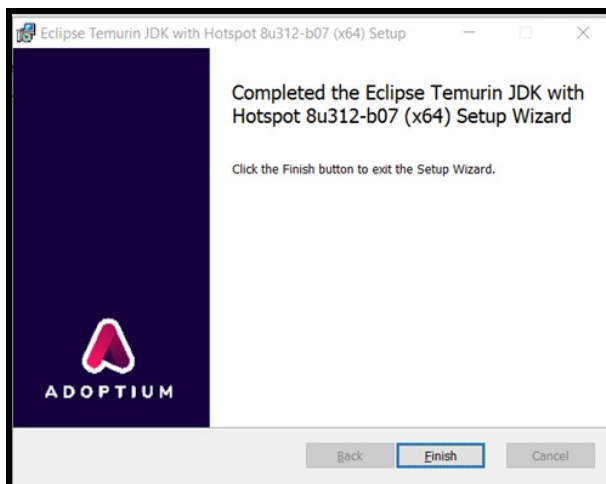 Eclipse Temurin JDK with Hotspot 8u312-b07 (x64) Setup
Completed the Eclipse Temurin JDK with
Hotspot 8u312-b07 (x64) Setup Wizard
Click the Finish button to exit the Setup Wizard.
ADOPTIUM
Back Finish Cancel